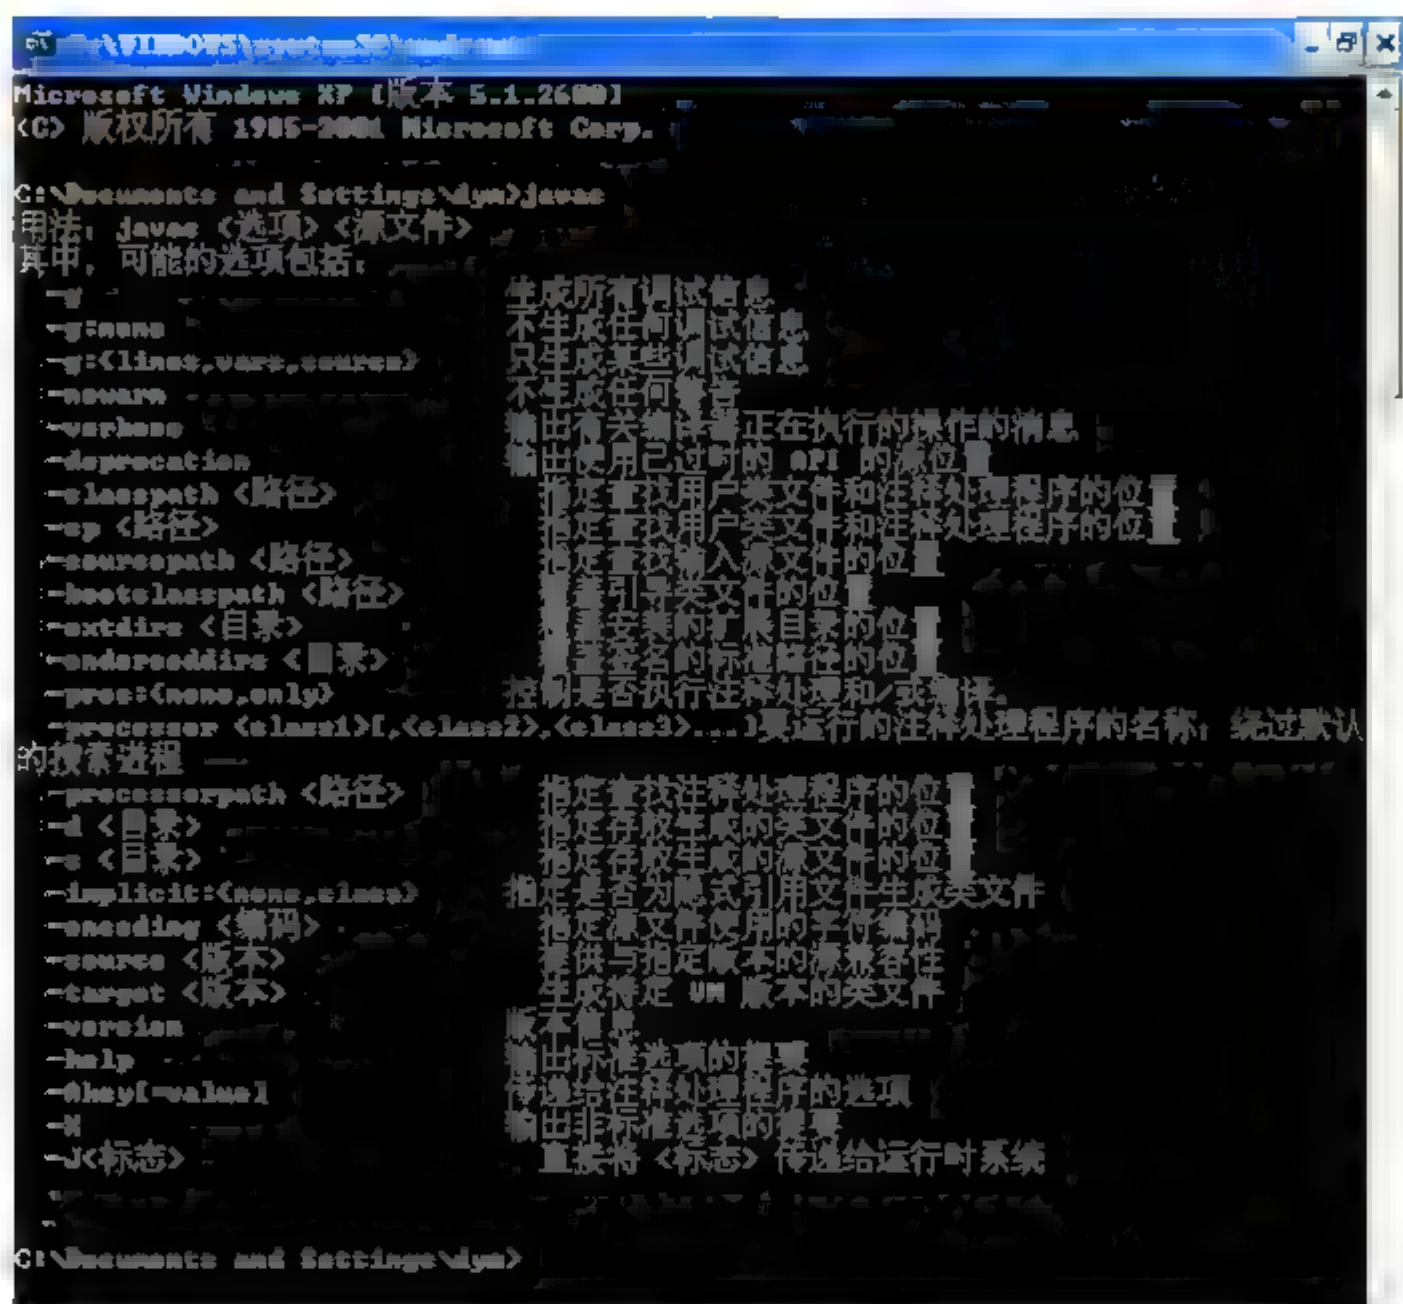 C:\WINDOWS\system32\cmd.exe
Microsoft Windows XP [版本 5.1.2600]
(C) 版权所有 1985-2001 Microsoft Corp.
C:\Documents and Settings\dym>javac
用法: javac <选项> <源文件>
其中, 可能的选项包括:
-g 生成所有调试信息
-g:none 不生成任何调试信息
-g:{lines,vars,source} 只生成某些调试信息
-nowarn 不生成任何警告
-verbose 输出有关编译器正在执行的操作的消息
-deprecation 输出使用已过时的 API 的源位置
-classpath <路径> 指定查找用户类文件和注释处理程序的位置
-cp <路径> 指定查找用户类文件和注释处理程序的位置
-sourcepath <路径> 指定查找输入源文件的位置
-bootclasspath <路径> 覆盖引导类文件的位置
-extdirs <目录> 覆盖安装的扩展目录的位置
-endorseddirs <目录> 覆盖签名的标准路径的位置
-proc:{none,only} 控制是否执行注释处理和/或编译。
-processor <class1>[,<class2>,<class3>...]要运行的注释处理程序的名称; 绕过默认
的搜索进程
-processorpath <路径> 指定查找注释处理程序的位置
-d <目录> 指定存放生成的类文件的位置
-s <目录> 指定存放生成的源文件的位置
-implicit:{none,class} 指定是否为隐式引用文件生成类文件
-encoding <编码> 指定源文件使用的字符编码
-source <版本> 提供与指定版本的源兼容性
-target <版本> 生成特定 VM 版本的类文件
-version 版本信息
-help 输出标准选项的提要
-Akey[=value] 传递给注释处理程序的选项
-X 输出非标准选项的提要
-J<标志> 直接将 <标志> 传递给运行时系统
C:\Documents and Settings\dym>